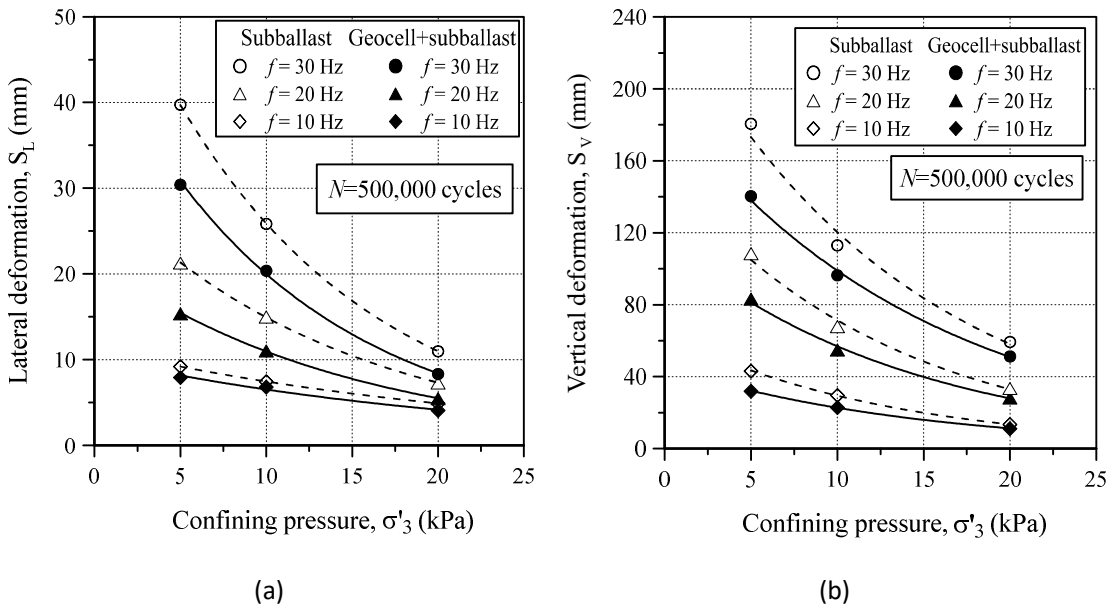 50
40
30
20
10
0
Lateral deformation, S_L (mm)
Subballast Geocell+subballast
f = 30 Hz f = 30 Hz
f = 20 Hz f = 20 Hz
f = 10 Hz f = 10 Hz
N=500,000 cycles
0 5 10 15 20 25
Confining pressure, σ'3 (kPa)
(a)
240
200
160
120
80
40
0
Vertical deformation, S_V (mm)
Subballast Geocell+subballast
f = 30 Hz f = 30 Hz
f = 20 Hz f = 20 Hz
f = 10 Hz f = 10 Hz
N=500,000 cycles
0 5 10 15 20 25
Confining pressure, σ'3 (kPa)
(b)